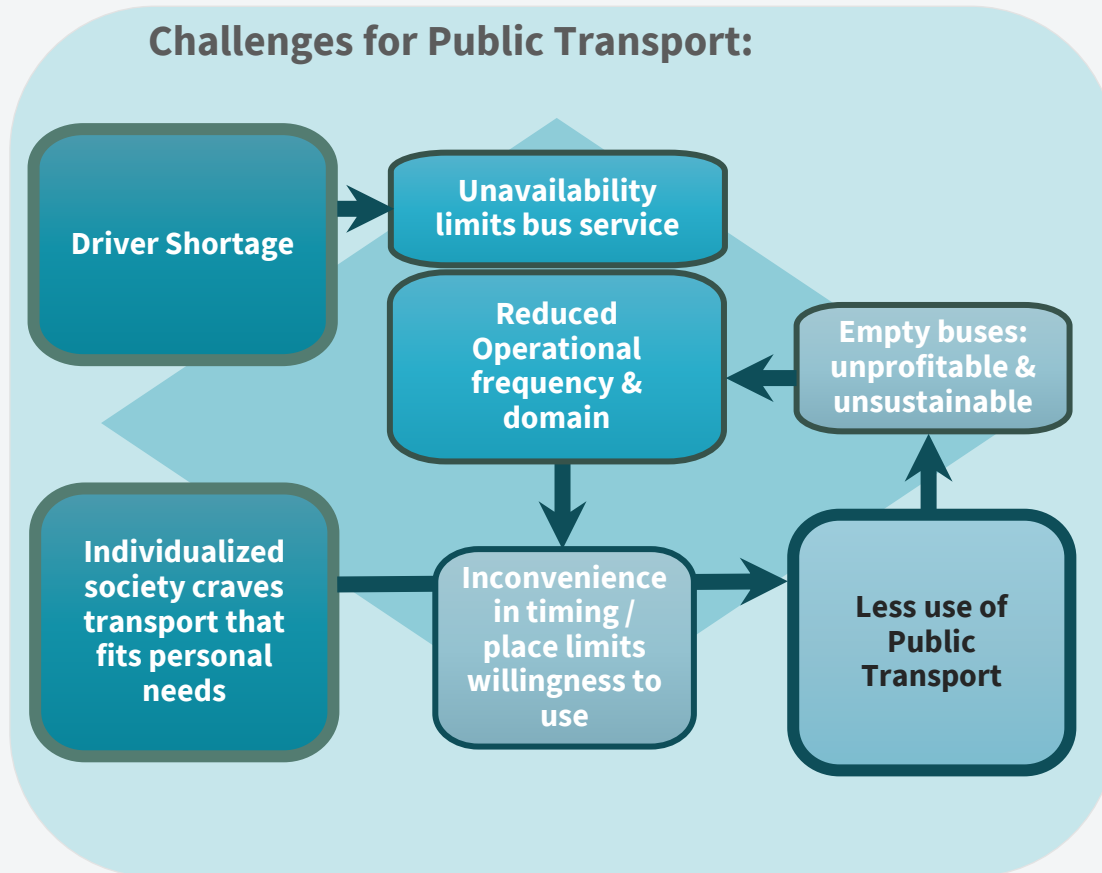 Challenges for Public Transport:
Driver Shortage
Unavailability
limits bus service
Reduced
Operational
frequency &
domain
Empty buses:
unprofitable &
unsustainable
Individualized
society craves
transport that
fits personal
needs
Inconvenience
in timing /
place limits
willingness to
use
Less use of
Public
Transport